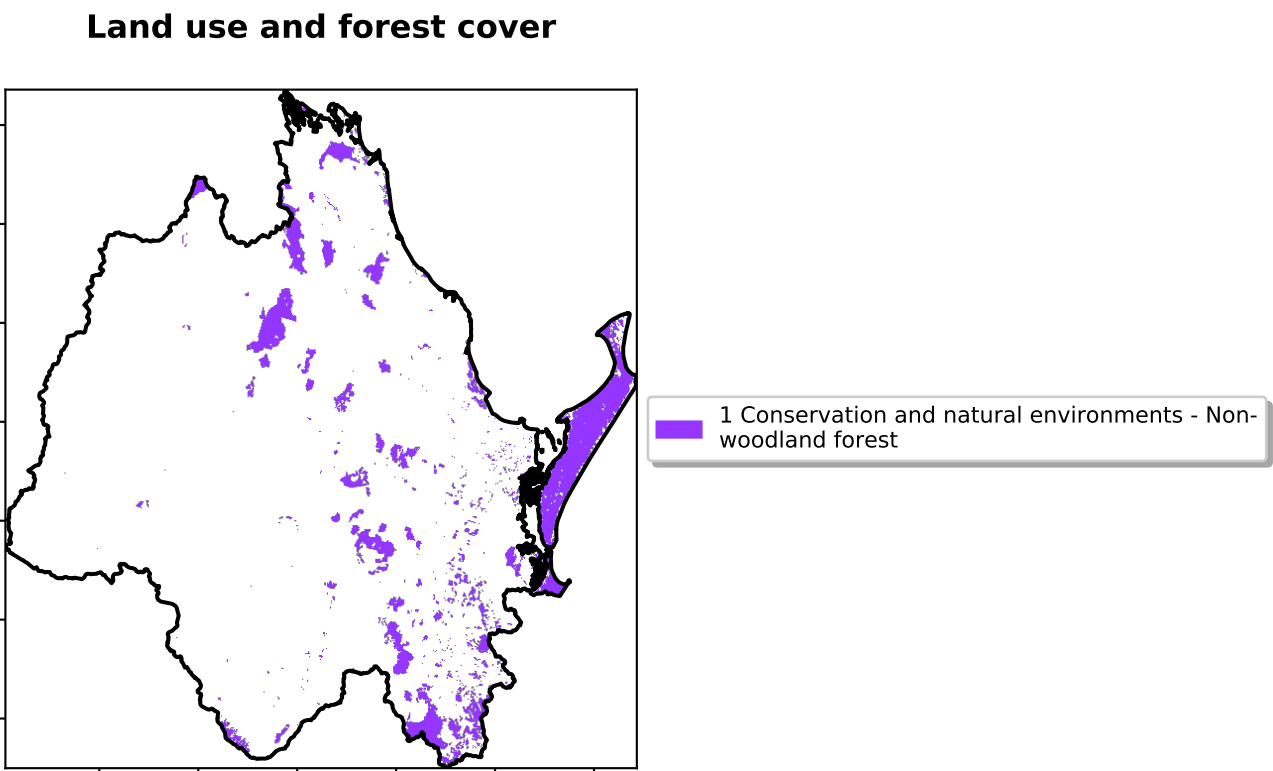 Land use and forest cover
1 Conservation and natural environments - Non-
woodland forest